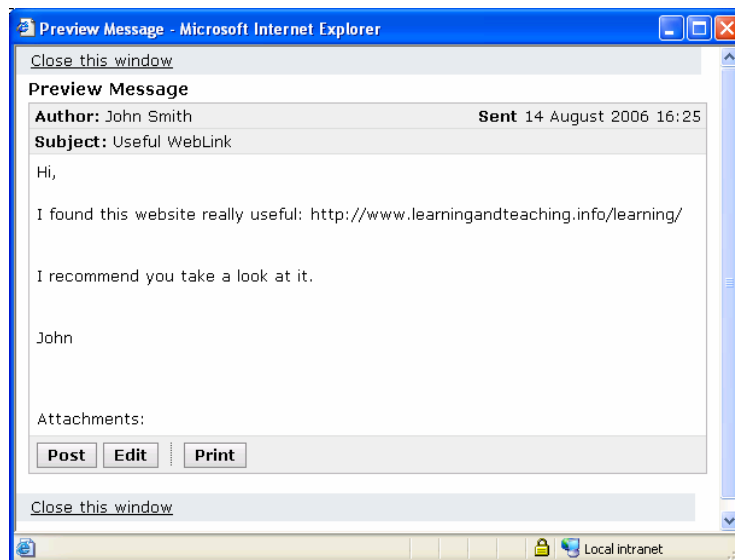 Preview Message - Microsoft Internet Explorer
Close this window
Preview Message
Author: John Smith Sent 14 August 2006 16:25
Subject: Useful WebLink
Hi,
I found this website really useful: http://www.learningandteaching.info/learning/
I recommend you take a look at it.
John
Attachments:
Post Edit Print
Close this window
Local intranet